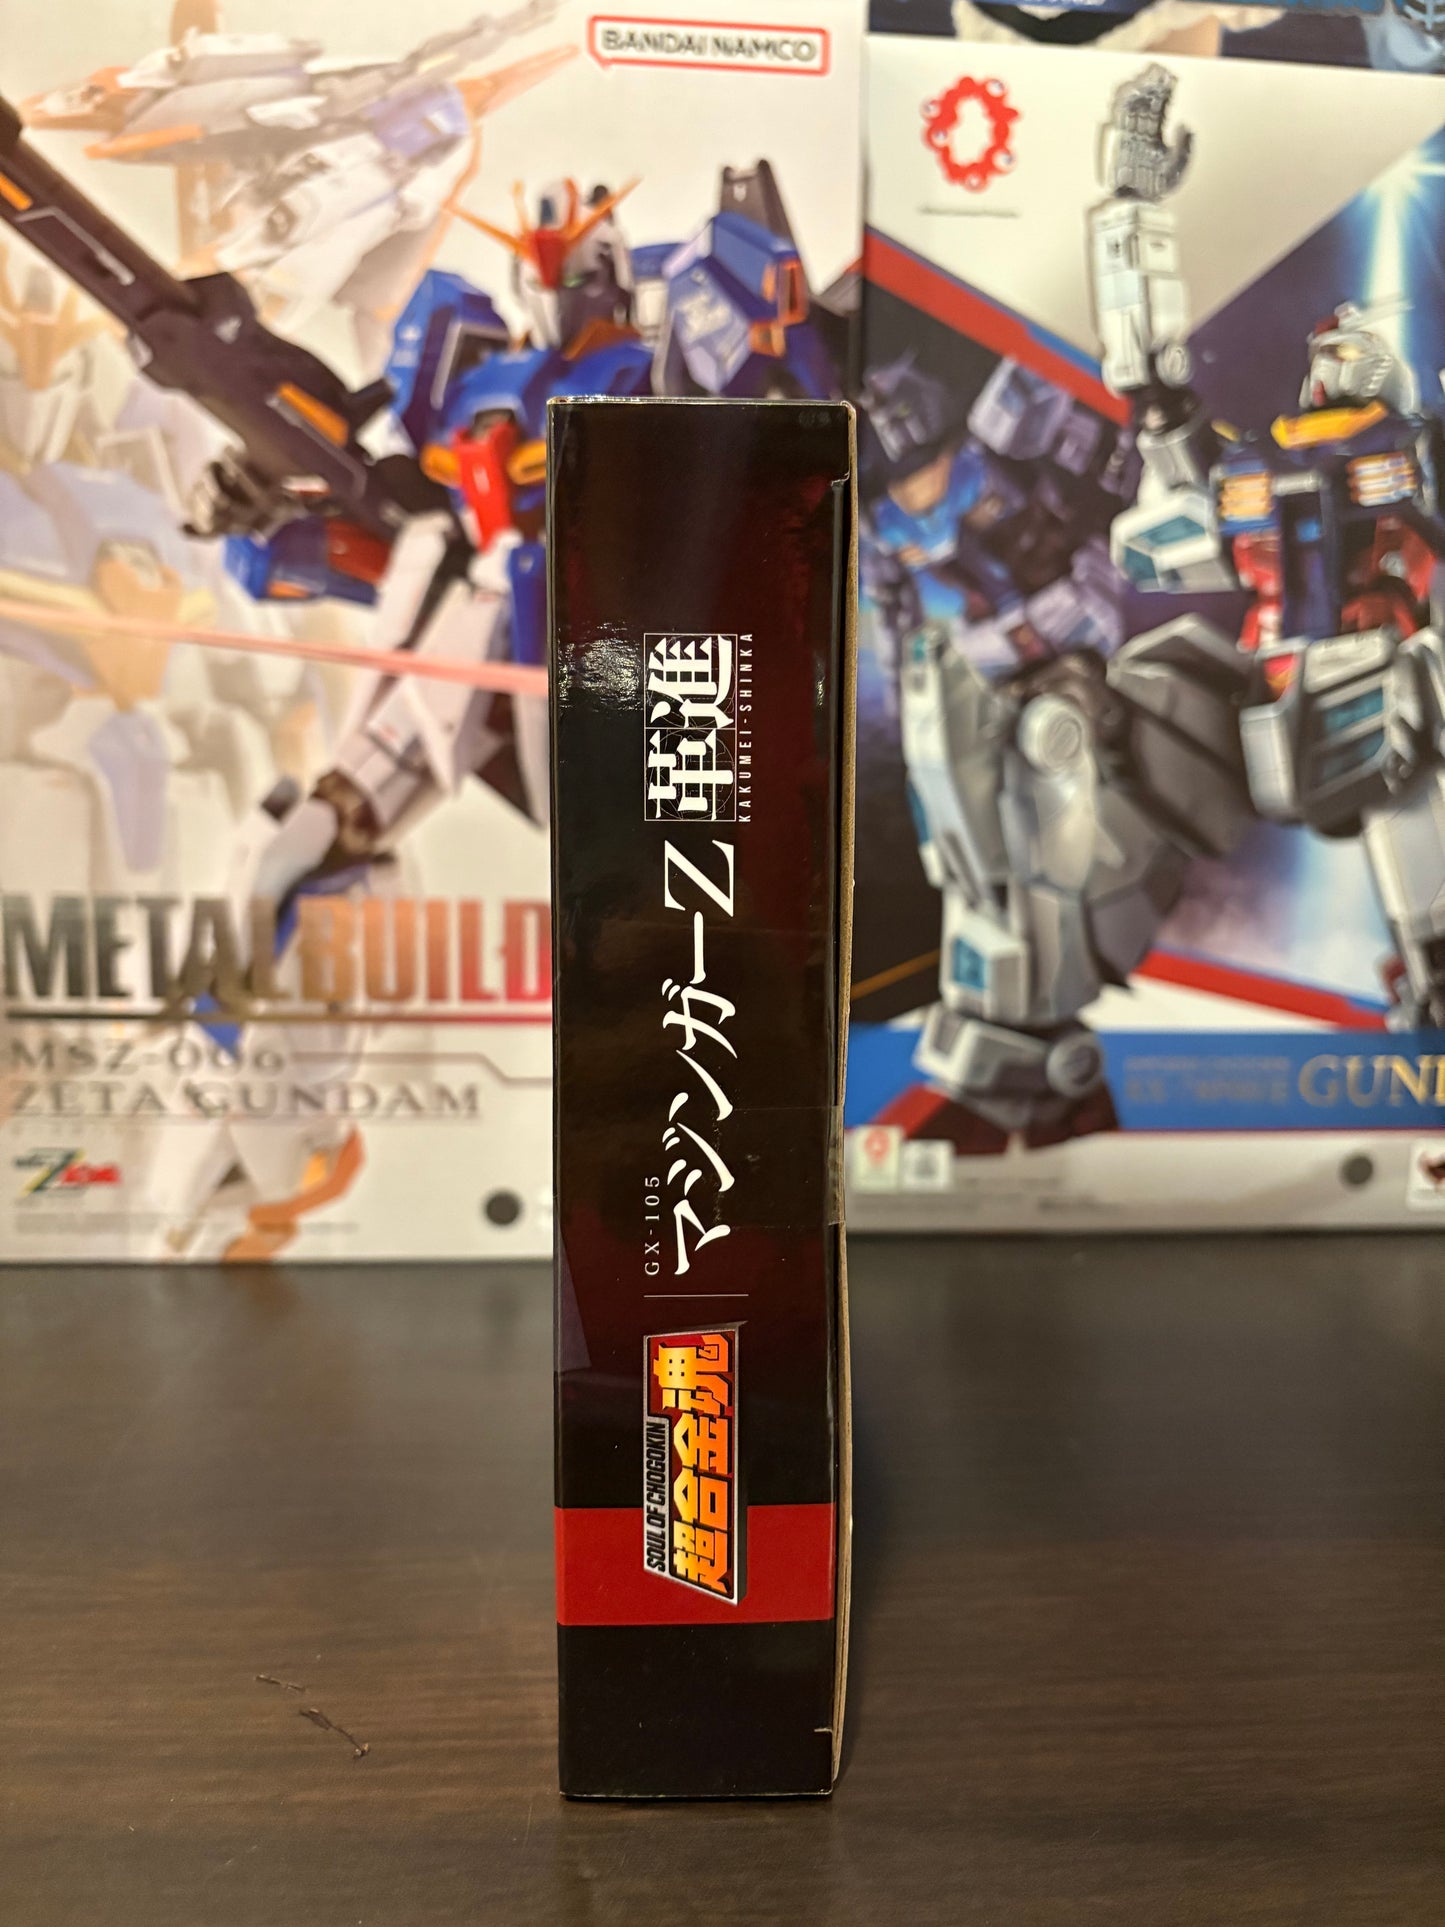 BANDAI NAMCO
METAL BUILD
MSZ-006
ZETA GUNDAM
GUN
SOUL OF CHOGOKIN
超合金魂
GX-105
マジンガーZ
革進
KAKUMEI-SHINKA